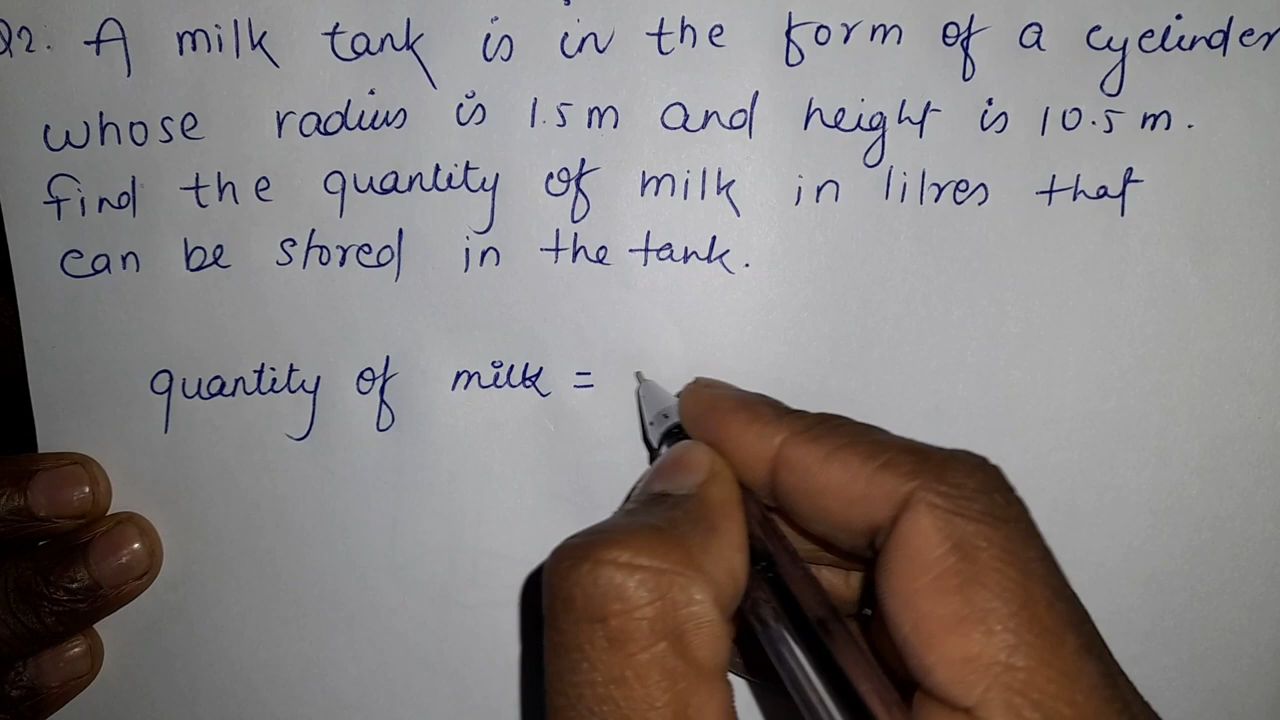 Q2. A milk tank is in the form of a cylinder
whose radius is 1.5m and height is 10.5 m.
find the quantity of milk in litres that
can be stored in the tank.
quantity of milk =